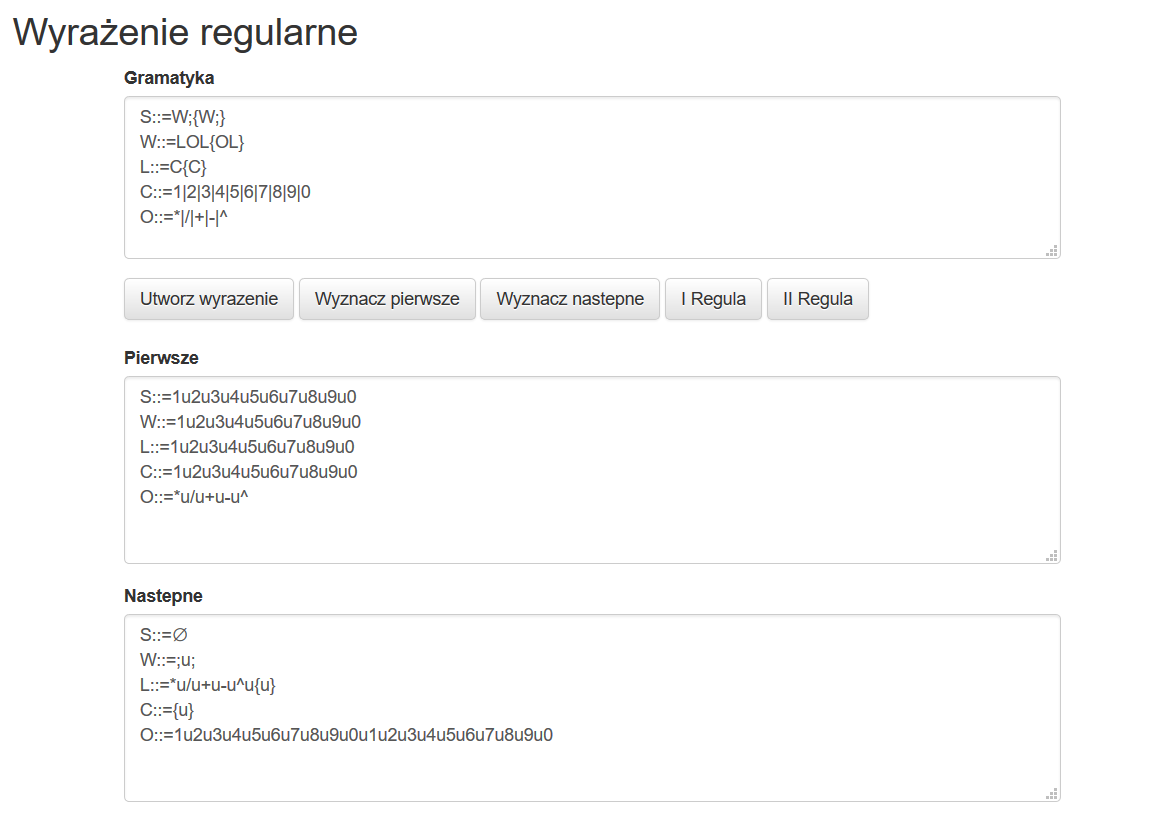 Wyrażenie regularne
Gramatyka
S::=W;{W;}
W::=LOL{OL}
L::=C{C}
C::=1|2|3|4|5|6|7|8|9|0
O::=*|/|+|-|^
Utworz wyrazenie Wyznacz pierwsze Wyznacz nastepne I Regula II Regula
Pierwsze
S::=1u2u3u4u5u6u7u8u9u0
W::=1u2u3u4u5u6u7u8u9u0
L::=1u2u3u4u5u6u7u8u9u0
C::=1u2u3u4u5u6u7u8u9u0
O::=*u/u+u-u^
Nastepne
S::=∅
W::=;u;
L::=*u/u+u-u^u{u}
C::={u}
O::=1u2u3u4u5u6u7u8u9u0u1u2u3u4u5u6u7u8u9u0